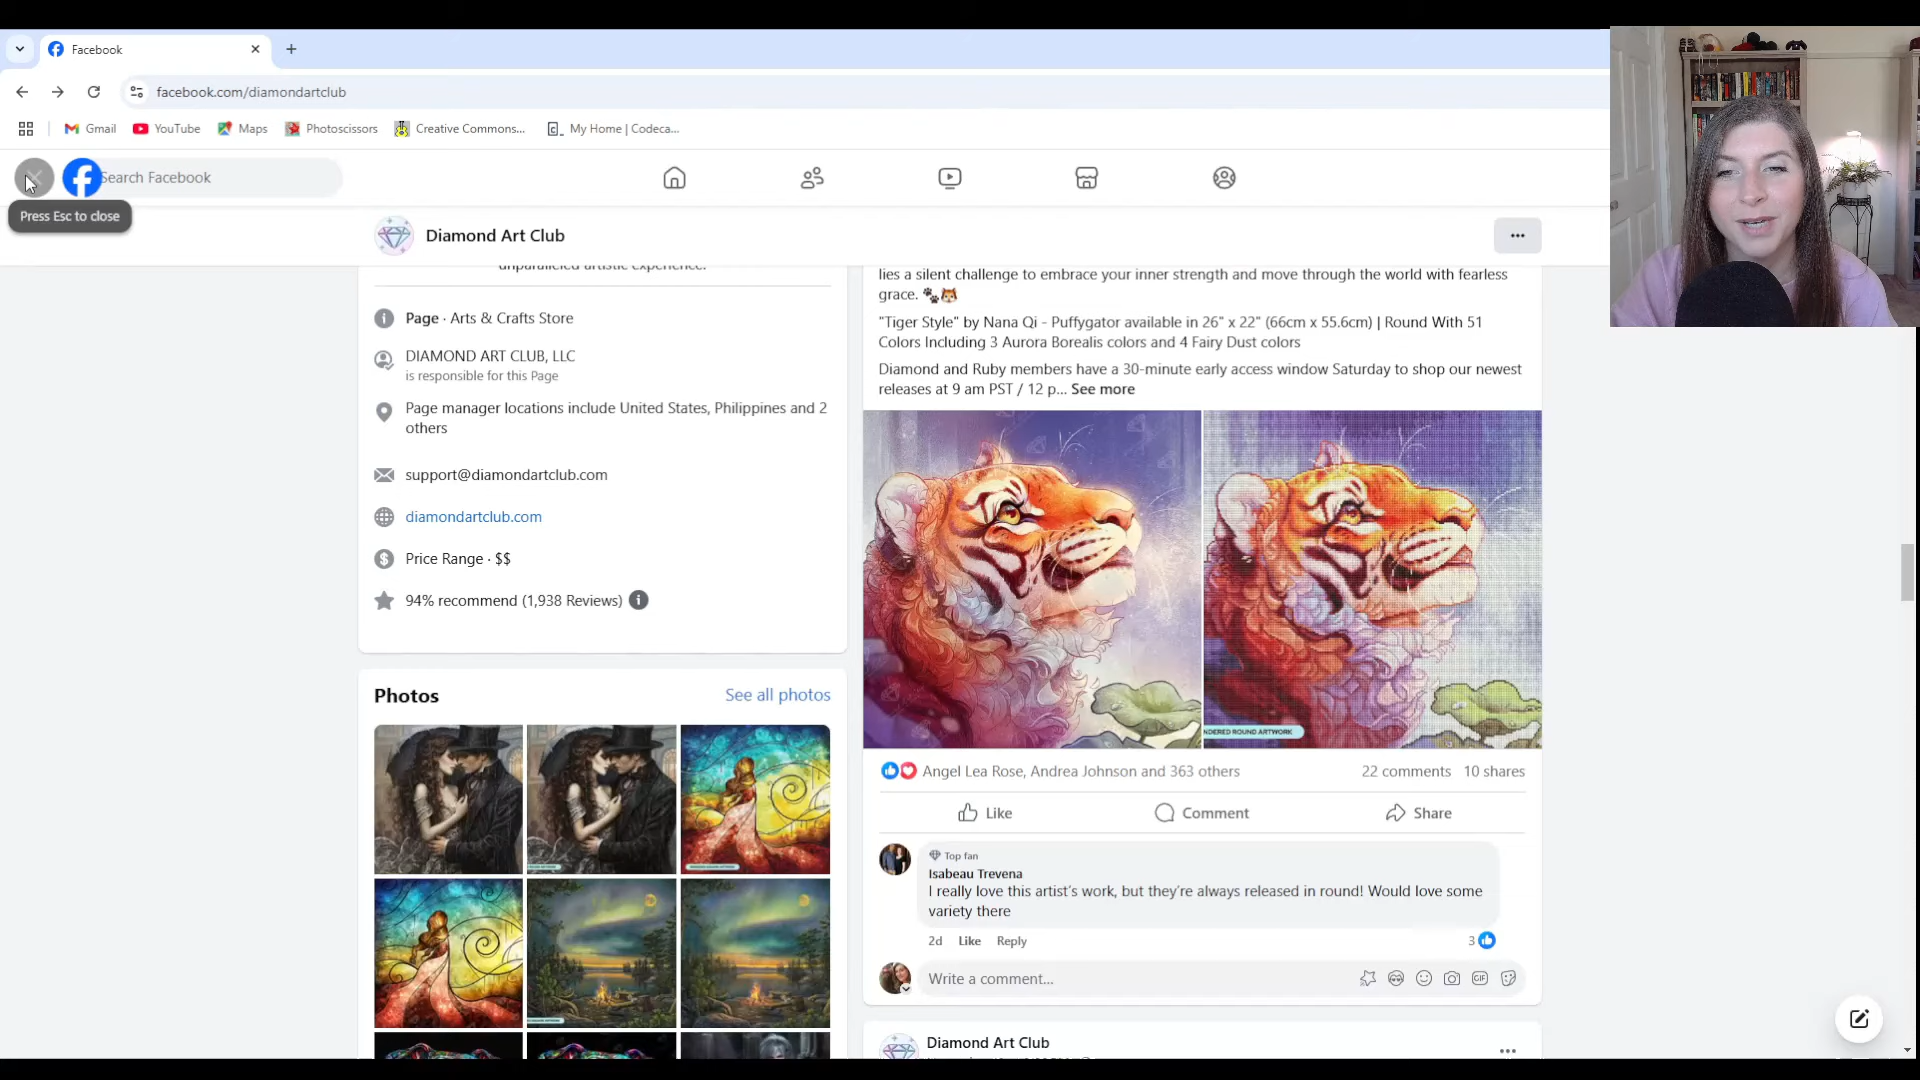 Facebook
facebook.com/diamondartclub
Gmail
YouTube
Maps
Photoscissors
Creative Commons...
My Home | Codeca...
Search Facebook
Press Esc to close
Diamond Art Club
unparalleled artistic experience.
Page · Arts & Crafts Store
DIAMOND ART CLUB, LLC
is responsible for this Page
Page manager locations include United States, Philippines and 2
others
support@diamondartclub.com
diamondartclub.com
Price Range · $$
94% recommend (1,938 Reviews)
Photos
See all photos
lies a silent challenge to embrace your inner strength and move through the world with fearless
grace. 🐾🐯
"Tiger Style" by Nana Qi - Puffygator available in 26" x 22" (66cm x 55.6cm) | Round With 51
Colors Including 3 Aurora Borealis colors and 4 Fairy Dust colors
Diamond and Ruby members have a 30-minute early access window Saturday to shop our newest
releases at 9 am PST / 12 p... See more
NDERED ROUND ARTWORK
Angel Lea Rose, Andrea Johnson and 363 others
22 comments 10 shares
Like
Comment
Share
Top fan
Isabeau Trevena
I really love this artist's work, but they're always released in round! Would love some
variety there
2d Like Reply
3
Write a comment...
GIF
Diamond Art Club